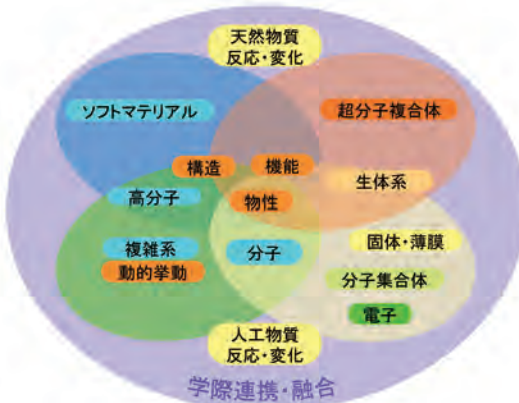 天然物質
反応・変化
ソフトマテリアル
超分子複合体
構造
機能
生体系
高分子
物性
複雑系
動的挙動
分子
固体・薄膜
分子集合体
電子
人工物質
反応・変化
学際連携・融合